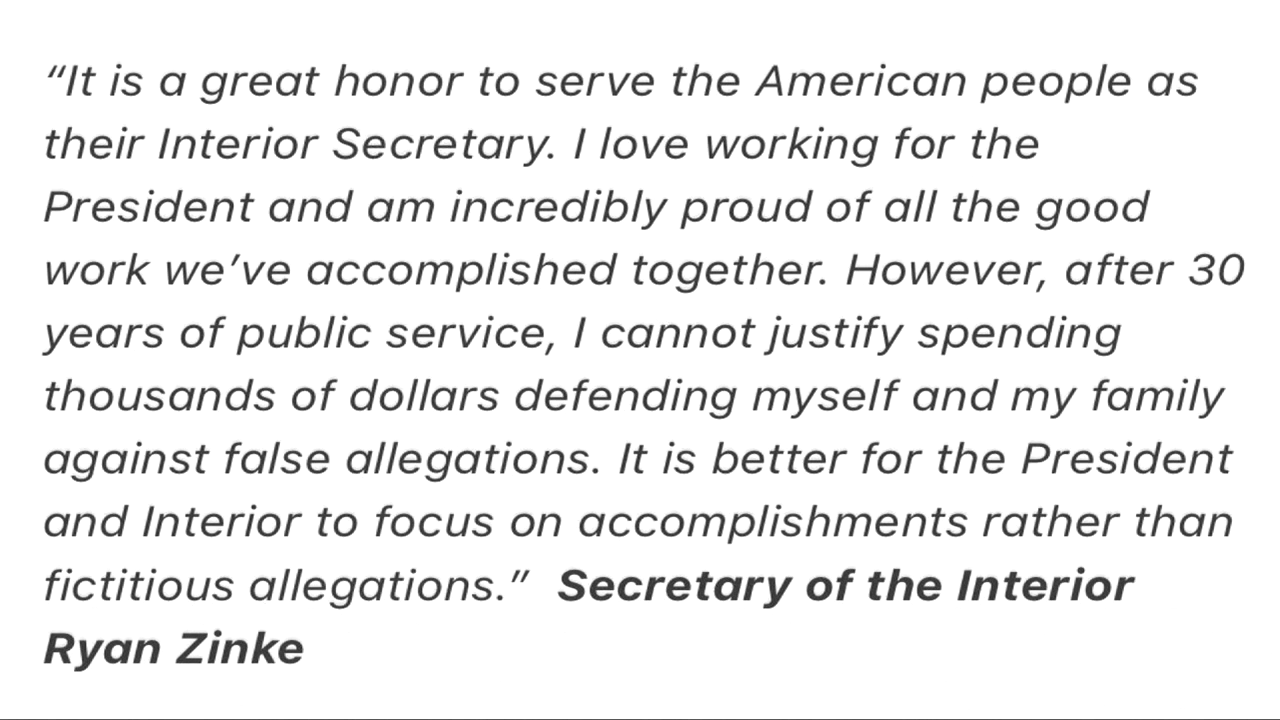 “It is a great honor to serve the American people as
their Interior Secretary. I love working for the
President and am incredibly proud of all the good
work we’ve accomplished together. However, after 30
years of public service, I cannot justify spending
thousands of dollars defending myself and my family
against false allegations. It is better for the President
and Interior to focus on accomplishments rather than
fictitious allegations.” Secretary of the Interior
Ryan Zinke